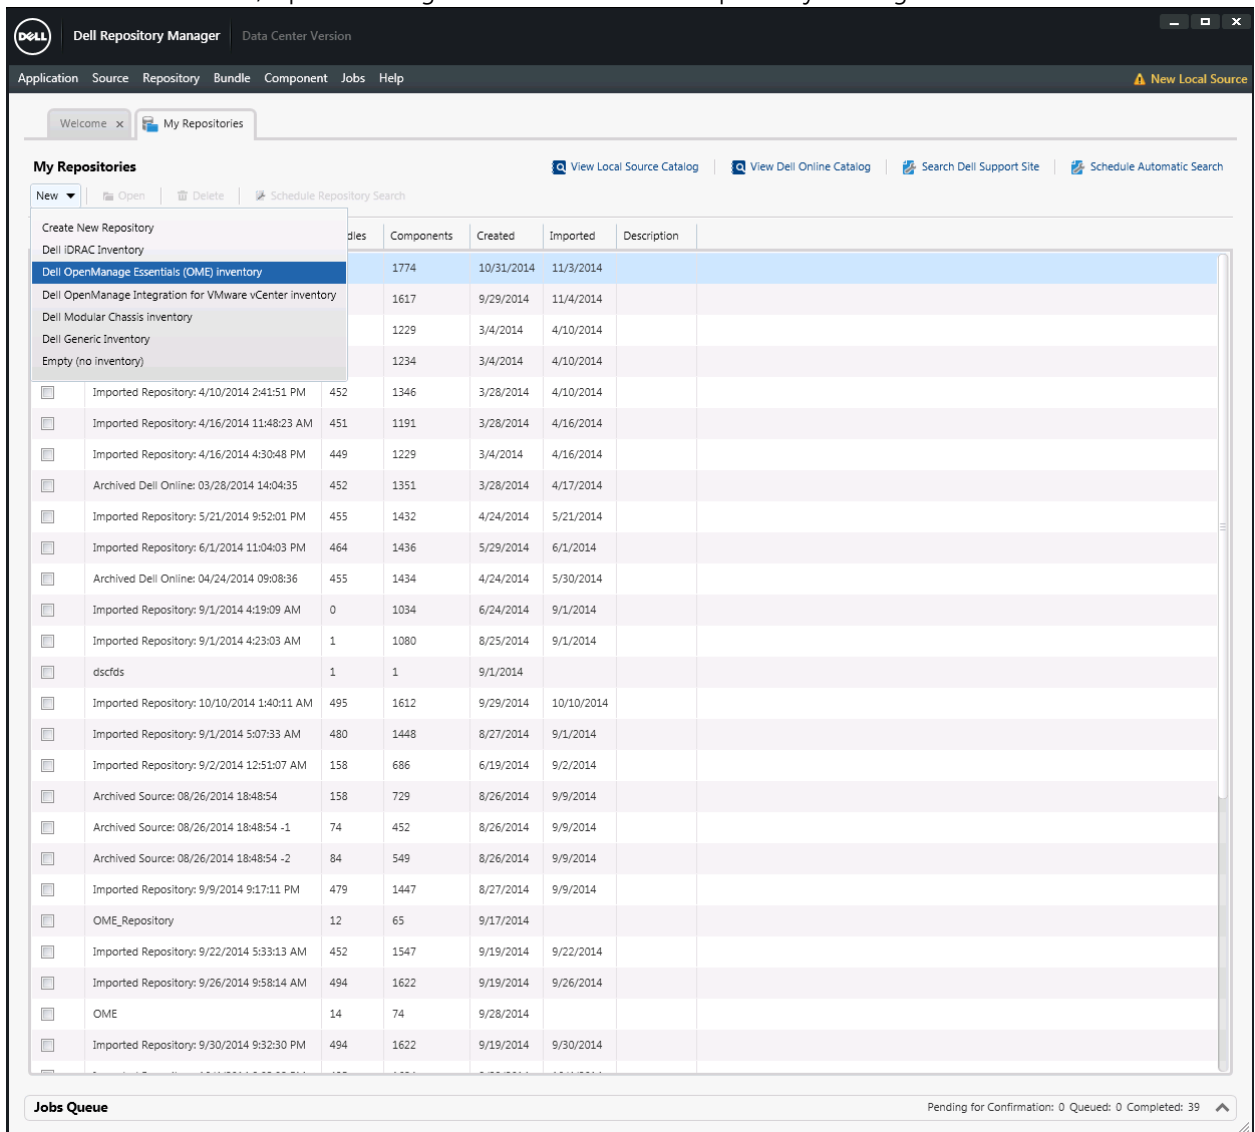 DELL Dell Repository Manager Data Center Version
Application Source Repository Bundle Component Jobs Help New Local Source
Welcome x My Repositories
My Repositories View Local Source Catalog View Dell Online Catalog Search Dell Support Site Schedule Automatic Search
New Open Delete Schedule Repository Search
Create New Repository
Dell iDRAC Inventory
Dell OpenManage Essentials (OME) inventory
Dell OpenManage Integration for VMware vCenter inventory
Dell Modular Chassis inventory
Dell Generic Inventory
Empty (no inventory)
dles Components Created Imported Description
1774 10/31/2014 11/3/2014
1617 9/29/2014 11/4/2014
1229 3/4/2014 4/10/2014
1234 3/4/2014 4/10/2014
Imported Repository: 4/10/2014 2:41:51 PM 452 1346 3/28/2014 4/10/2014
Imported Repository: 4/16/2014 11:48:23 AM 451 1191 3/28/2014 4/16/2014
Imported Repository: 4/16/2014 4:30:48 PM 449 1229 3/4/2014 4/16/2014
Archived Dell Online: 03/28/2014 14:04:35 452 1351 3/28/2014 4/17/2014
Imported Repository: 5/21/2014 9:52:01 PM 455 1432 4/24/2014 5/21/2014
Imported Repository: 6/1/2014 11:04:03 PM 464 1436 5/29/2014 6/1/2014
Archived Dell Online: 04/24/2014 09:08:36 455 1434 4/24/2014 5/30/2014
Imported Repository: 9/1/2014 4:19:09 AM 0 1034 6/24/2014 9/1/2014
Imported Repository: 9/1/2014 4:23:03 AM 1 1080 8/25/2014 9/1/2014
dscfds 1 1 9/1/2014
Imported Repository: 10/10/2014 1:40:11 AM 495 1612 9/29/2014 10/10/2014
Imported Repository: 9/1/2014 5:07:33 AM 480 1448 8/27/2014 9/1/2014
Imported Repository: 9/2/2014 12:51:07 AM 158 686 6/19/2014 9/2/2014
Archived Source: 08/26/2014 18:48:54 158 729 8/26/2014 9/9/2014
Archived Source: 08/26/2014 18:48:54 -1 74 452 8/26/2014 9/9/2014
Archived Source: 08/26/2014 18:48:54 -2 84 549 8/26/2014 9/9/2014
Imported Repository: 9/9/2014 9:17:11 PM 479 1447 8/27/2014 9/9/2014
OME_Repository 12 65 9/17/2014
Imported Repository: 9/22/2014 5:33:13 AM 452 1547 9/19/2014 9/22/2014
Imported Repository: 9/26/2014 9:58:14 AM 494 1622 9/19/2014 9/26/2014
OME 14 74 9/28/2014
Imported Repository: 9/30/2014 9:32:30 PM 494 1622 9/19/2014 9/30/2014
Jobs Queue Pending for Confirmation: 0 Queued: 0 Completed: 39